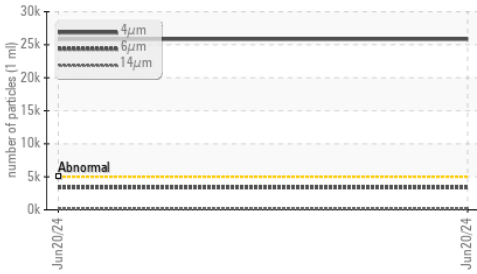 30k
25k
20k
15k
10k
5k
0k
number of particles (1 ml)
4μm
6μm
14μm
Abnormal
Jun20/24
Jun20/24